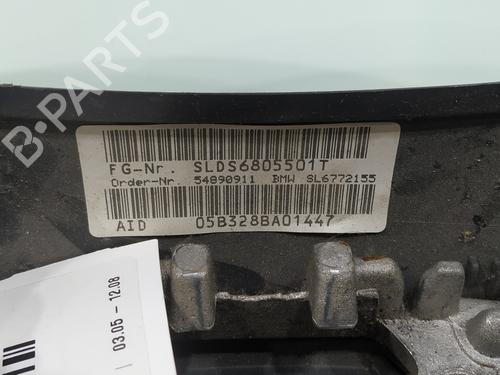 FG-Nr. SLDS6805501T
Order-Nr. 54890911 BMW SL6772155
AID 05B328BA01447
| 03.05 – 12.08
B-PARTS